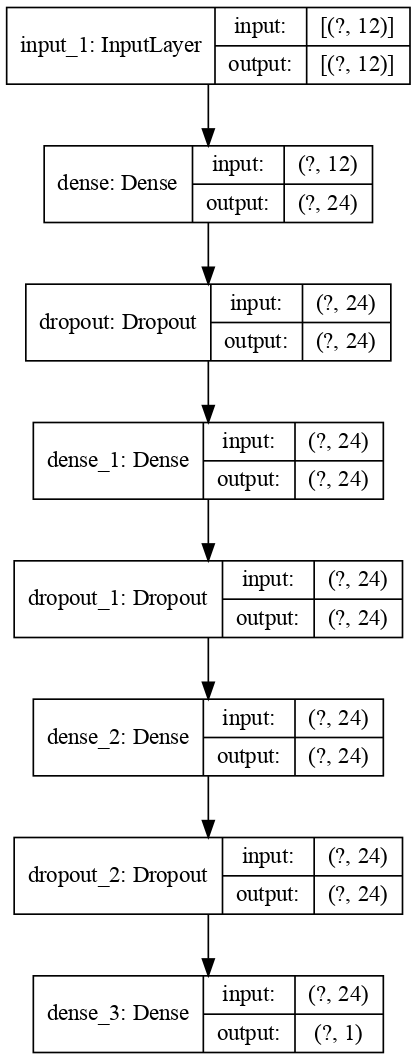 input_1: InputLayer
input: [(?, 12)]
output: [(?, 12)]
dense: Dense
input: (?, 12)
output: (?, 24)
dropout: Dropout
input: (?, 24)
output: (?, 24)
dense_1: Dense
input: (?, 24)
output: (?, 24)
dropout_1: Dropout
input: (?, 24)
output: (?, 24)
dense_2: Dense
input: (?, 24)
output: (?, 24)
dropout_2: Dropout
input: (?, 24)
output: (?, 24)
dense_3: Dense
input: (?, 24)
output: (?, 1)